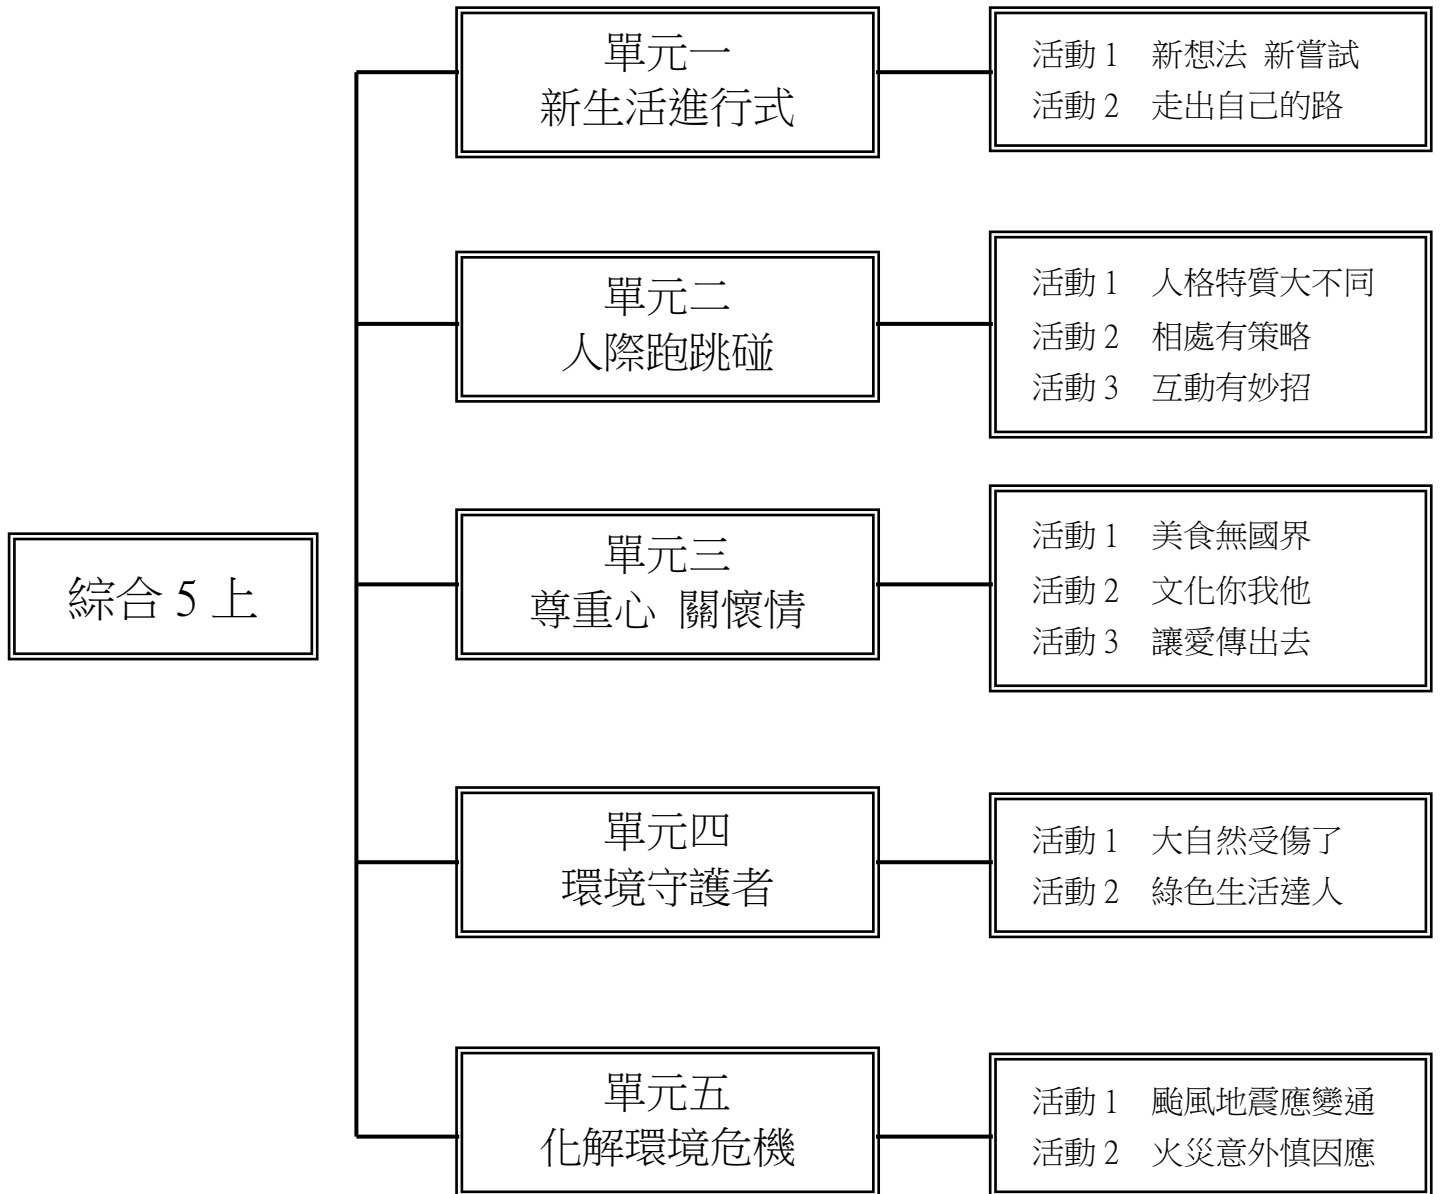 綜合 5 上
單元一
新生活進行式
活動 1 新想法 新嘗試
活動 2 走出自己的路
單元二
人際跑跳碰
活動 1 人格特質大不同
活動 2 相處有策略
活動 3 互動有妙招
單元三
尊重心 關懷情
活動 1 美食無國界
活動 2 文化你我他
活動 3 讓愛傳出去
單元四
環境守護者
活動 1 大自然受傷了
活動 2 綠色生活達人
單元五
化解環境危機
活動 1 颱風地震應變通
活動 2 火災意外慎因應